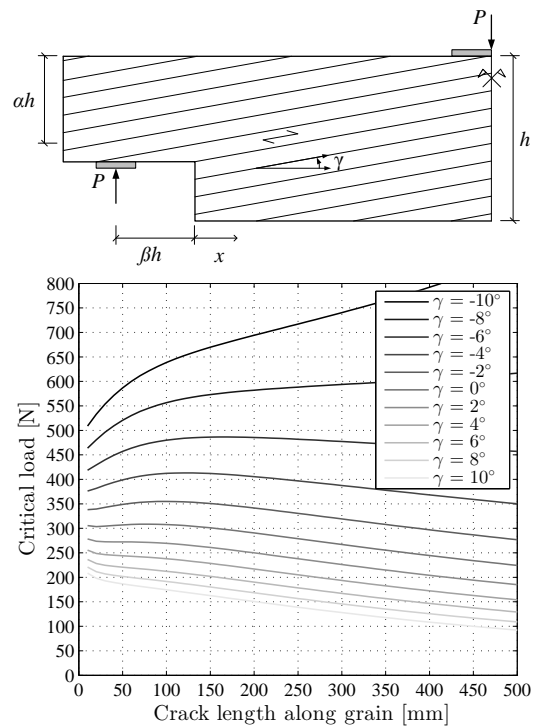 P
αh
h
γ
P
βh
x
800
750
700
650
600
550
500
450
400
350
300
250
200
150
100
50
0
Critical load [N]
γ = -10°
γ = -8°
γ = -6°
γ = -4°
γ = -2°
γ = 0°
γ = 2°
γ = 4°
γ = 6°
γ = 8°
γ = 10°
0 50 100 150 200 250 300 350 400 450 500
Crack length along grain [mm]